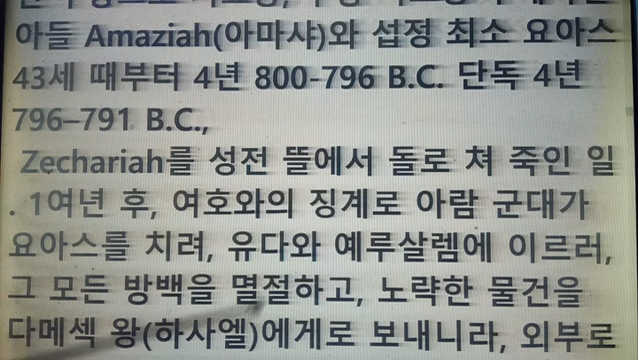 아들 Amaziah(아마샤)와 섭정 최소 요아스
43세 때부터 4년 800-796 B.C. 단독 4년
796–791 B.C.,
Zechariah를 성전 뜰에서 돌로 쳐 죽인 일
. 1여년 후, 여호와의 징계로 아람 군대가
요아스를 치려, 유다와 예루살렘에 이르러,
그 모든 방백을 멸절하고, 노략한 물건을
다메섹 왕(하사엘)에게로 보내니라, 외부로